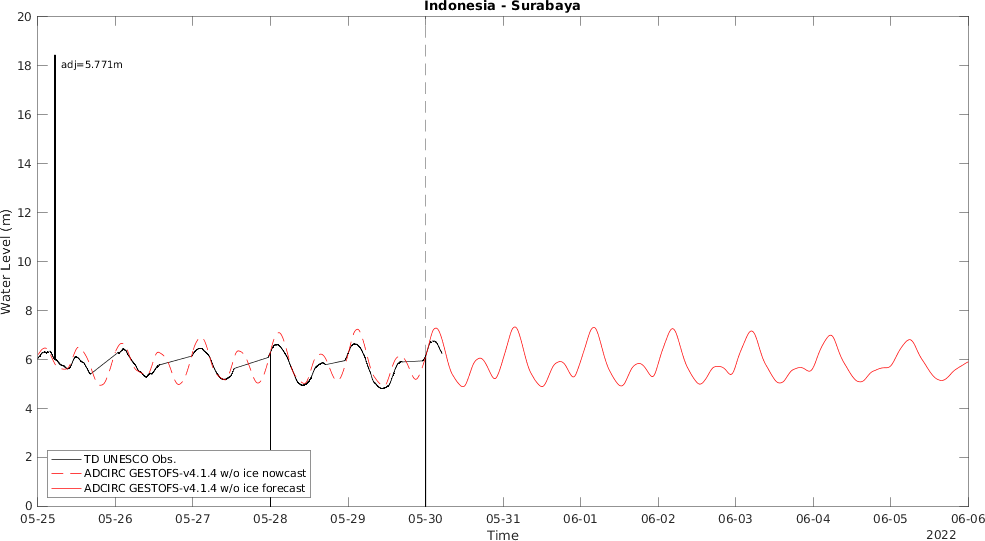 Indonesia - Surabaya
20
18
16
14
12
10
8
6
4
2
0
Water Level (m)
adj=5.771m
TD UNESCO Obs.
ADCIRC GESTOFS-v4.1.4 w/o ice nowcast
ADCIRC GESTOFS-v4.1.4 w/o ice forecast
05-25 05-26 05-27 05-28 05-29 05-30 05-31 06-01 06-02 06-03 06-04 06-05 06-06
Time
2022